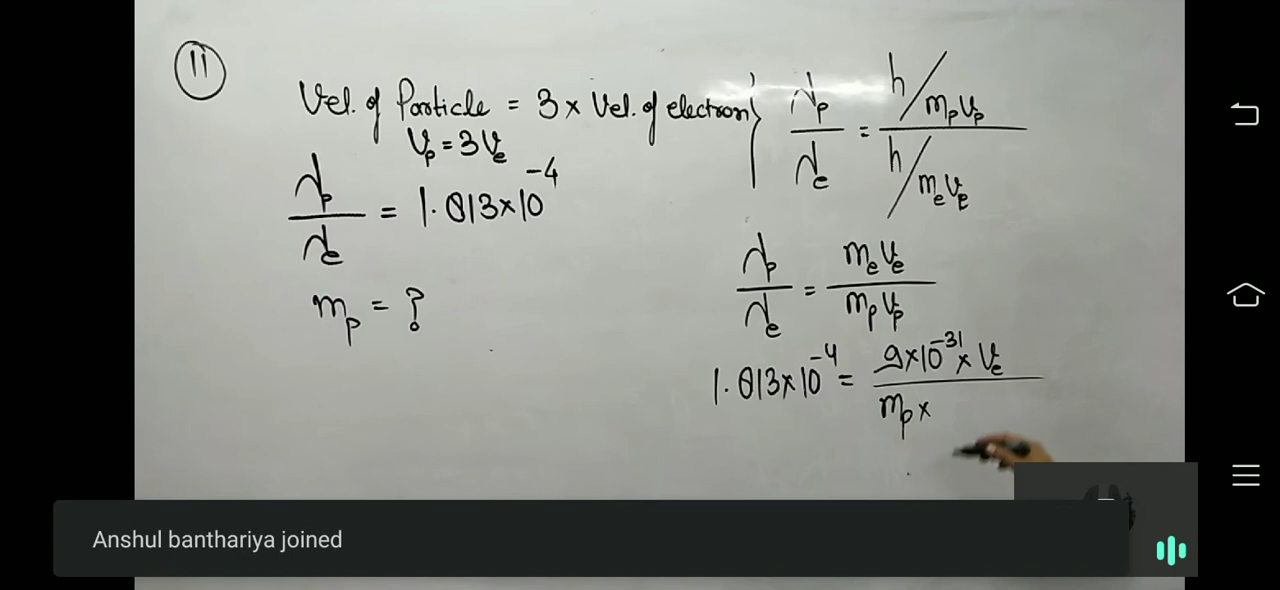 11
Vel. of Particle = 3 × Vel. of electron
Vp = 3Ve
λp/λe = 1.813×10^-4
mp = ?
λp/λe = (h/mpVp)/(h/meVe)
λp/λe = meVe/mpVp
1.813×10^-4 = 9×10^-31 × Ve/mp×
Anshul banthariya joined